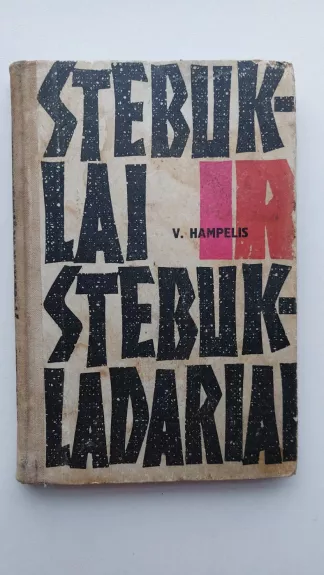 STEBUK-
LAI IR
V. HAMPELIS
STEBUK-
LADARIAI